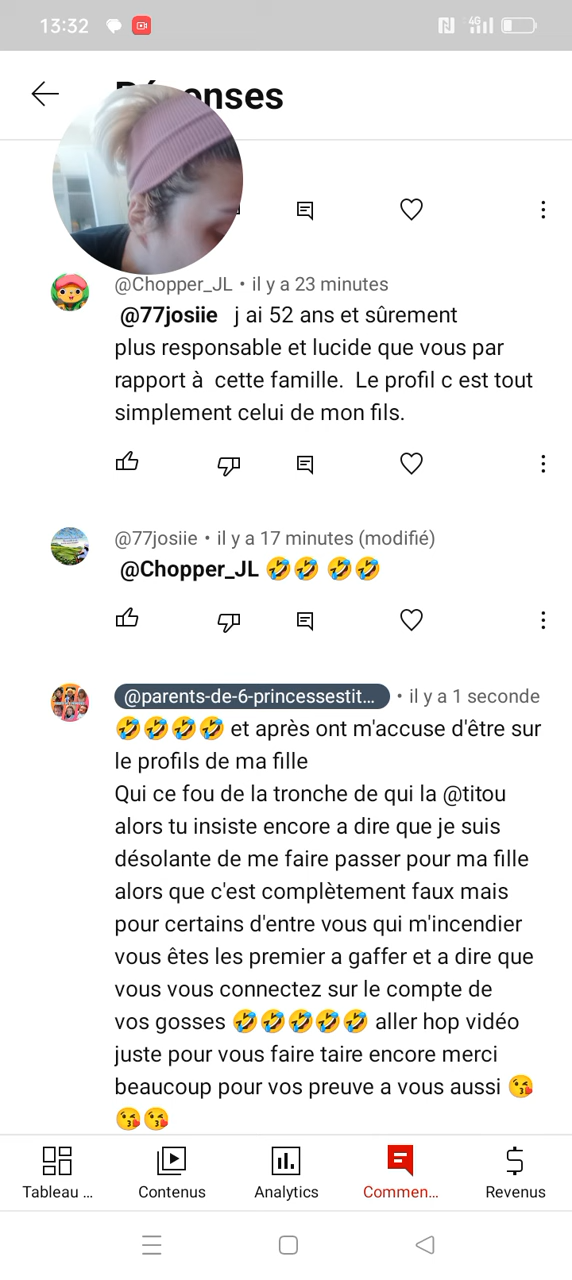 13:32
4G
enses
@Chopper_JL • il y a 23 minutes
@77josiie j ai 52 ans et sûrement
plus responsable et lucide que vous par
rapport à cette famille. Le profil c est tout
simplement celui de mon fils.
@77josiie • il y a 17 minutes (modifié)
@Chopper_JL 🤣🤣 🤣🤣
@parents-de-6-princessestit... • il y a 1 seconde
🤣🤣🤣🤣 et après ont m'accuse d'être sur
le profils de ma fille
Qui ce fou de la tronche de qui la @titou
alors tu insiste encore a dire que je suis
désolante de me faire passer pour ma fille
alors que c'est complètement faux mais
pour certains d'entre vous qui m'incendier
vous êtes les premier a gaffer et a dire que
vous vous connectez sur le compte de
vos gosses 🤣🤣🤣🤣🤣 aller hop vidéo
juste pour vous faire taire encore merci
beaucoup pour vos preuve a vous aussi 😘
😘😘
Tableau ... Contenus Analytics Commen... Revenus